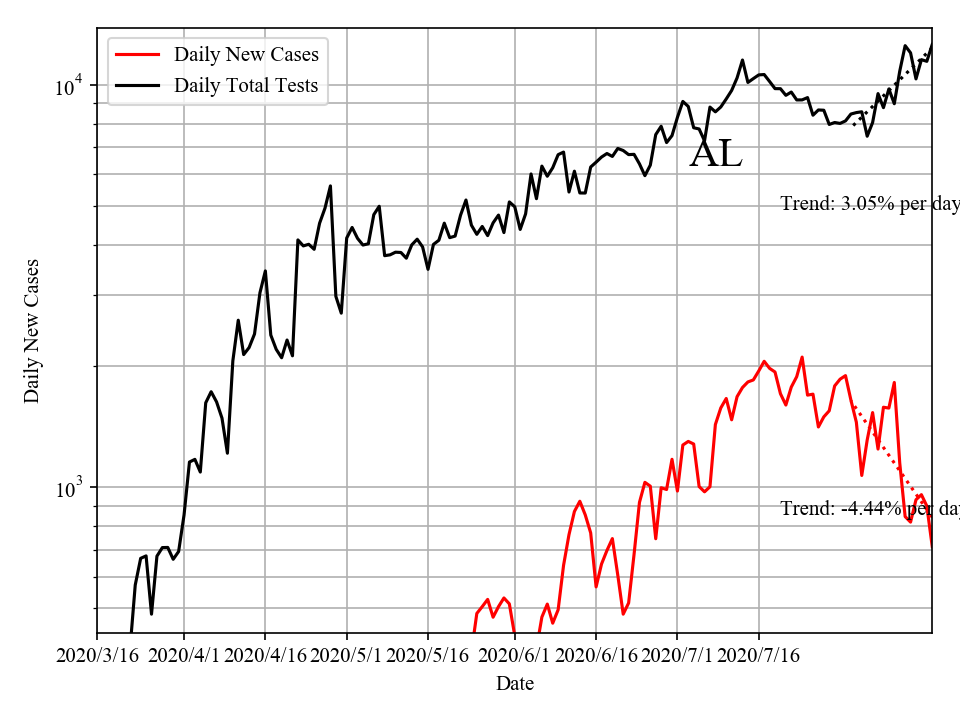 Daily New Cases
Daily Total Tests
10^4
AL
Trend: 3.05% per day
Daily New Cases
10^3
Trend: -4.44% per day
2020/3/16 2020/4/1 2020/4/16 2020/5/1 2020/5/16 2020/6/1 2020/6/16 2020/7/1 2020/7/16
Date